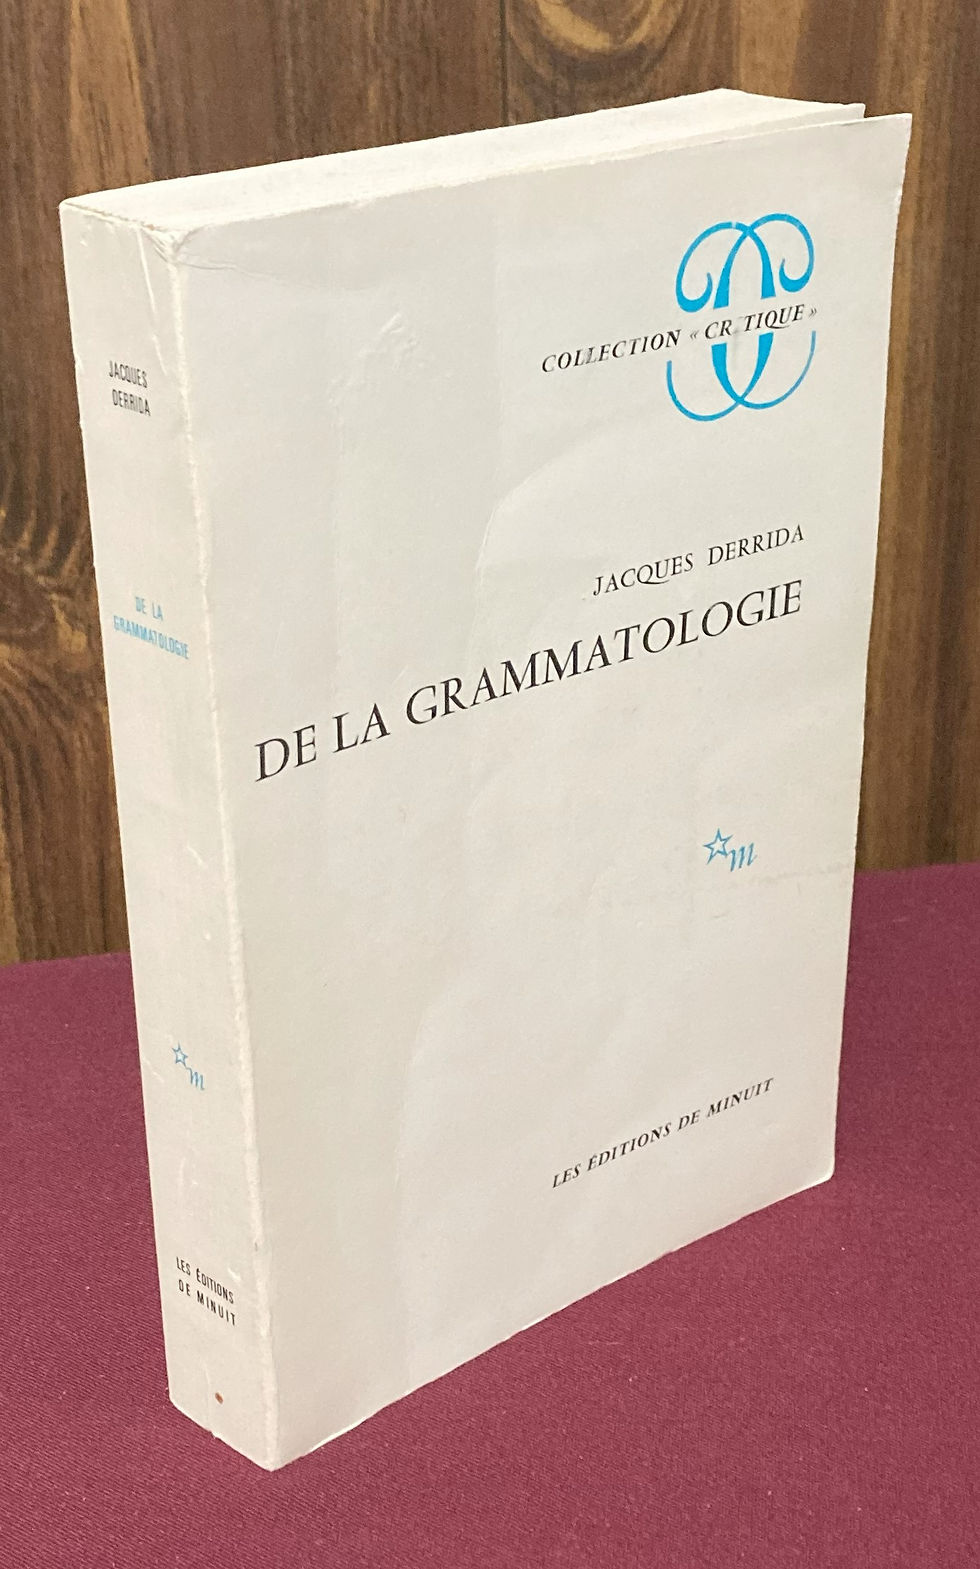 COLLECTION « CRITIQUE »
JACQUES DERRIDA
DE LA GRAMMATOLOGIE
m
LES ÉDITIONS DE MINUIT
JACQUES
DERRIDA
DE LA
GRAMMATOLOGIE
m
LES ÉDITIONS
DE MINUIT